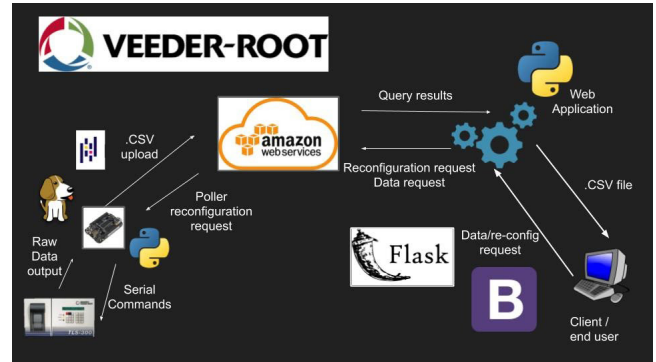 VEEDER-ROOT
Query results
Web
Application
.CSV
upload
amazon
web services
Reconfiguration request
Data request
Poller
reconfiguration
request
.CSV file
Raw
Data
output
Flask
Data/re-config
request
B
Serial
Commands
Client /
end user